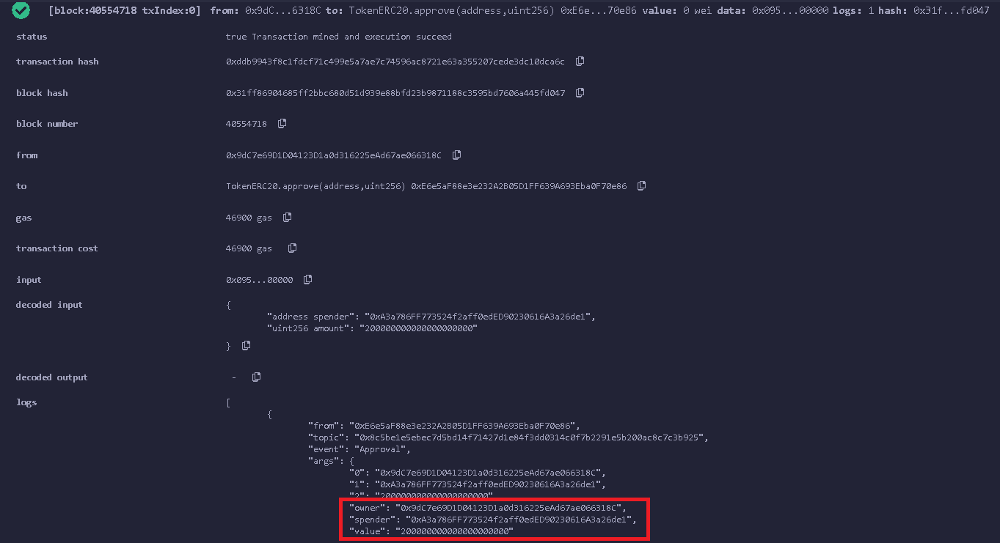 [block:40554718 txIndex:0] from: 0x9dC...6318C to: TokenERC20.approve(address,uint256) 0xE6e...70e86 value: 0 wei data: 0x095...00000 logs: 1 hash: 0x31f...fd047
status true Transaction mined and execution succeed
transaction hash 0xddb9943f8c1fdcf71c499e5a7ae7c74596ac8721e63a355207cede3dc10dca6c
block hash 0x31ff86904685ff2bbc680d51d939e88bfd23b9871188c3595bd7606a445fd047
block number 40554718
from 0x9dC7e69D1D04123D1a0d316225eAd67ae066318C
to TokenERC20.approve(address,uint256) 0xE6e5aF88e3e232A2B05D1FF639A693Eba0F70e86
gas 46900 gas
transaction cost 46900 gas
input 0x095...00000
decoded input {
"address spender": "0xA3a786FF773524f2aff0edED90230616A3a26de1",
"uint256 amount": "200000000000000000000"
}
decoded output -
logs [
{
"from": "0xE6e5aF88e3e232A2B05D1FF639A693Eba0F70e86",
"topic": "0x8c5be1e5ebec7d5bd14f71427d1e84f3dd0314c0f7b2291e5b200ac8c7c3b925",
"event": "Approval",
"args": {
"0": "0x9dC7e69D1D04123D1a0d316225eAd67ae066318C",
"1": "0xA3a786FF773524f2aff0edED90230616A3a26de1",
"2": "200000000000000000000"
"owner": "0x9dC7e69D1D04123D1a0d316225eAd67ae066318C",
"spender": "0xA3a786FF773524f2aff0edED90230616A3a26de1",
"value": "200000000000000000000"